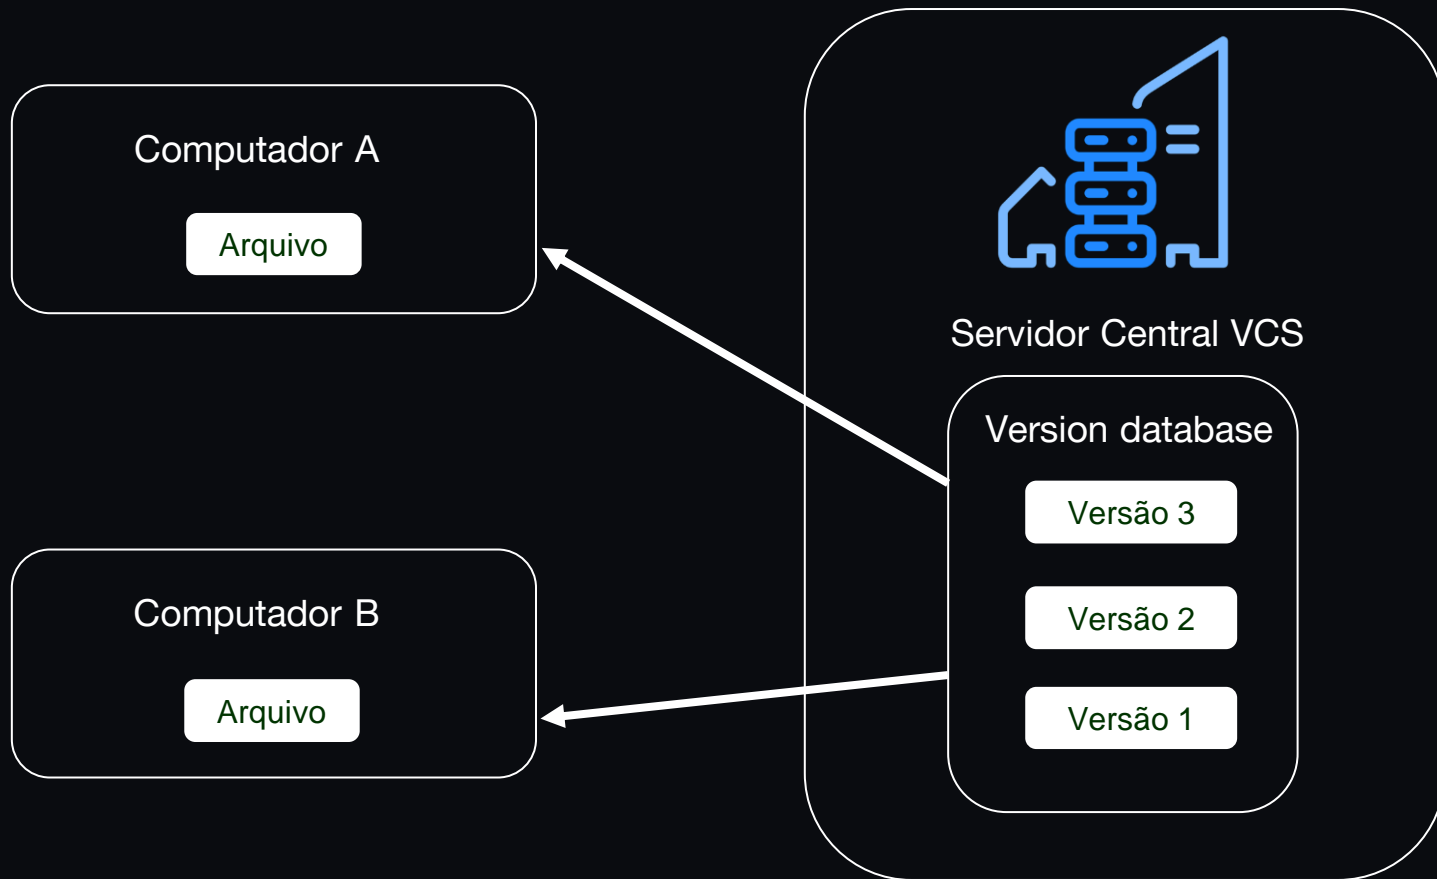 Computador A
Arquivo
Servidor Central VCS
Version database
Versão 3
Versão 2
Versão 1
Computador B
Arquivo